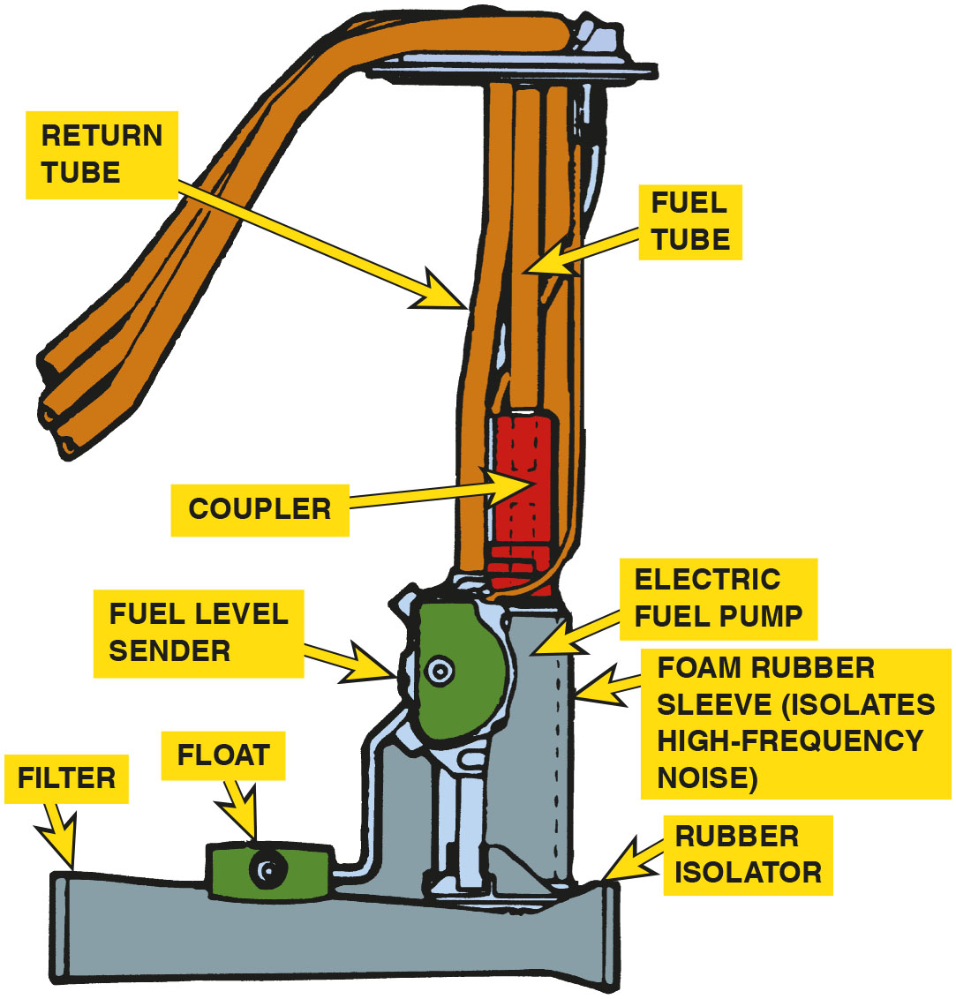 RETURN
TUBE
FUEL
TUBE
COUPLER
ELECTRIC
FUEL PUMP
FUEL LEVEL
SENDER
FOAM RUBBER
SLEEVE (ISOLATES
HIGH-FREQUENCY
NOISE)
FLOAT
FILTER
RUBBER
ISOLATOR